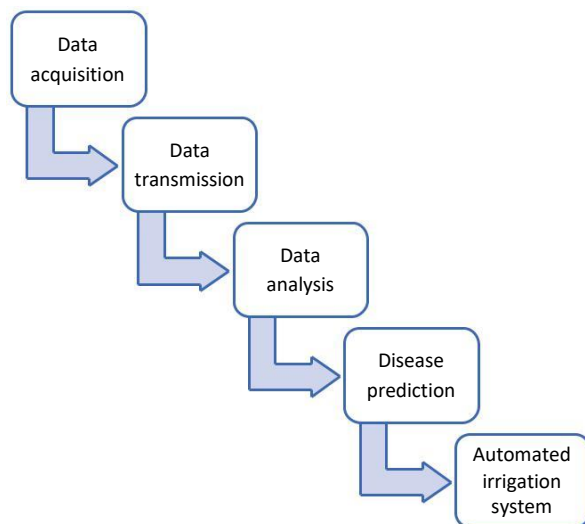 Data
acquisition
Data
transmission
Data
analysis
Disease
prediction
Automated
irrigation
system